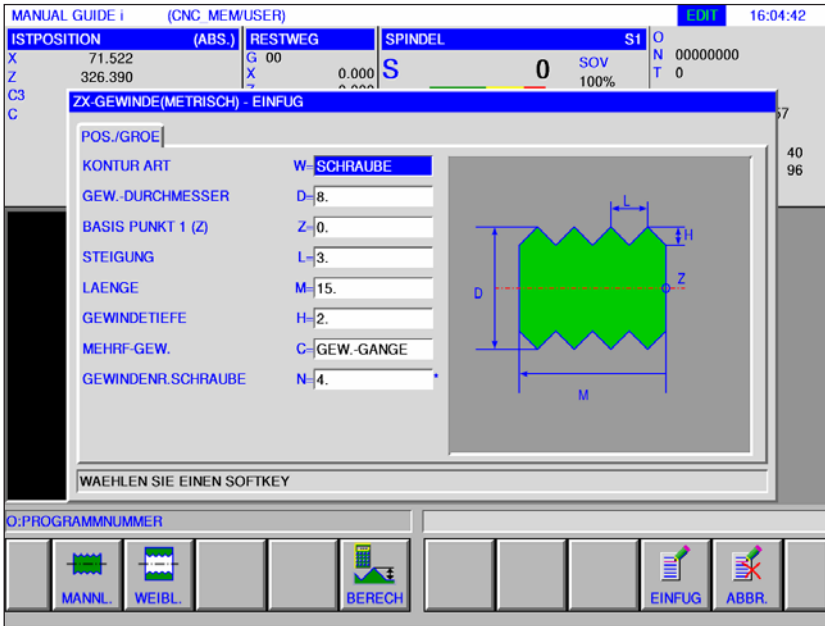 MANUAL GUIDE i (CNC_MEM/USER) EDIT 16:04:42
ISTPOSITION (ABS.) RESTWEG SPINDEL S1 O
X 71.522 G 00 S 0 SOV N 00000000
Z 326.390 X 0.000 100% T 0
C3
C
40
96
ZX-GEWINDE(METRISCH) - EINFUG
POS./GROE
KONTUR ART W= SCHRAUBE
GEW.-DURCHMESSER D= 8.
BASIS PUNKT 1 (Z) Z= 0.
STEIGUNG L= 3.
LAENGE M= 15.
GEWINDETIEFE H= 2.
MEHRF-GEW. C= GEW.-GANGE
GEWINDENR.SCHRAUBE N= 4. *
L
H
D
Z
M
WAEHLEN SIE EINEN SOFTKEY
O:PROGRAMMNUMMER
MANNL. WEIBL. BERECH EINFUG ABBR.